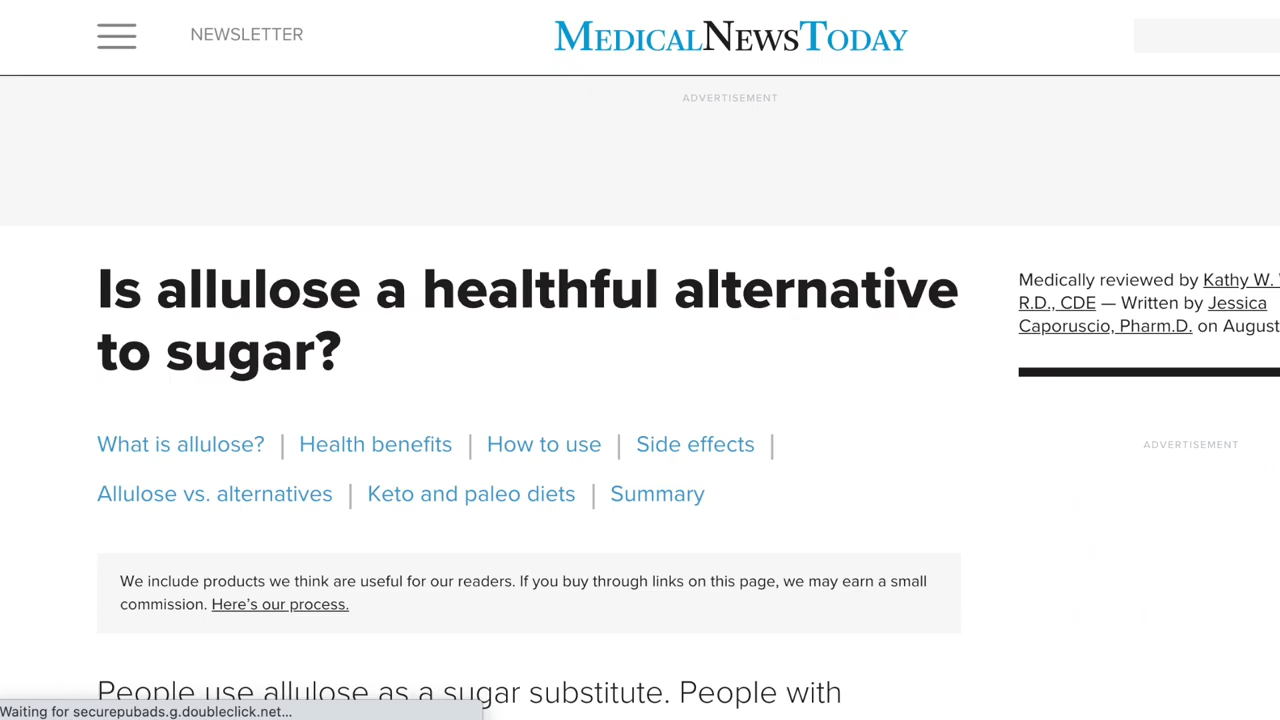 NEWSLETTER
MEDICALNEWSTODAY
ADVERTISEMENT
Is allulose a healthful alternative
to sugar?
Medically reviewed by Kathy W.
R.D., CDE — Written by Jessica
Caporuscio, Pharm.D. on August
What is allulose? | Health benefits | How to use | Side effects |
Allulose vs. alternatives | Keto and paleo diets | Summary
ADVERTISEMENT
We include products we think are useful for our readers. If you buy through links on this page, we may earn a small
commission. Here's our process.
People use allulose as a sugar substitute. People with
Waiting for securepubads.g.doubleclick.net...